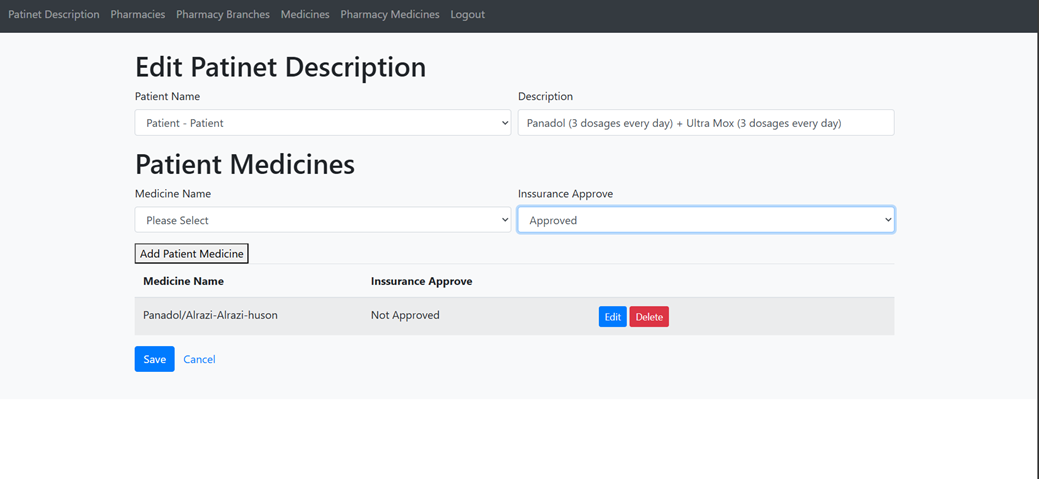 Patinet Description Pharmacies Pharmacy Branches Medicines Pharmacy Medicines Logout
Edit Patinet Description
Patient Name Description
Patient - Patient Panadol (3 dosages every day) + Ultra Mox (3 dosages every day)
Patient Medicines
Medicine Name Inssurance Approve
Please Select Approved
Add Patient Medicine
Medicine Name Inssurance Approve
Panadol/Alrazi-Alrazi-huson Not Approved Edit Delete
Save Cancel